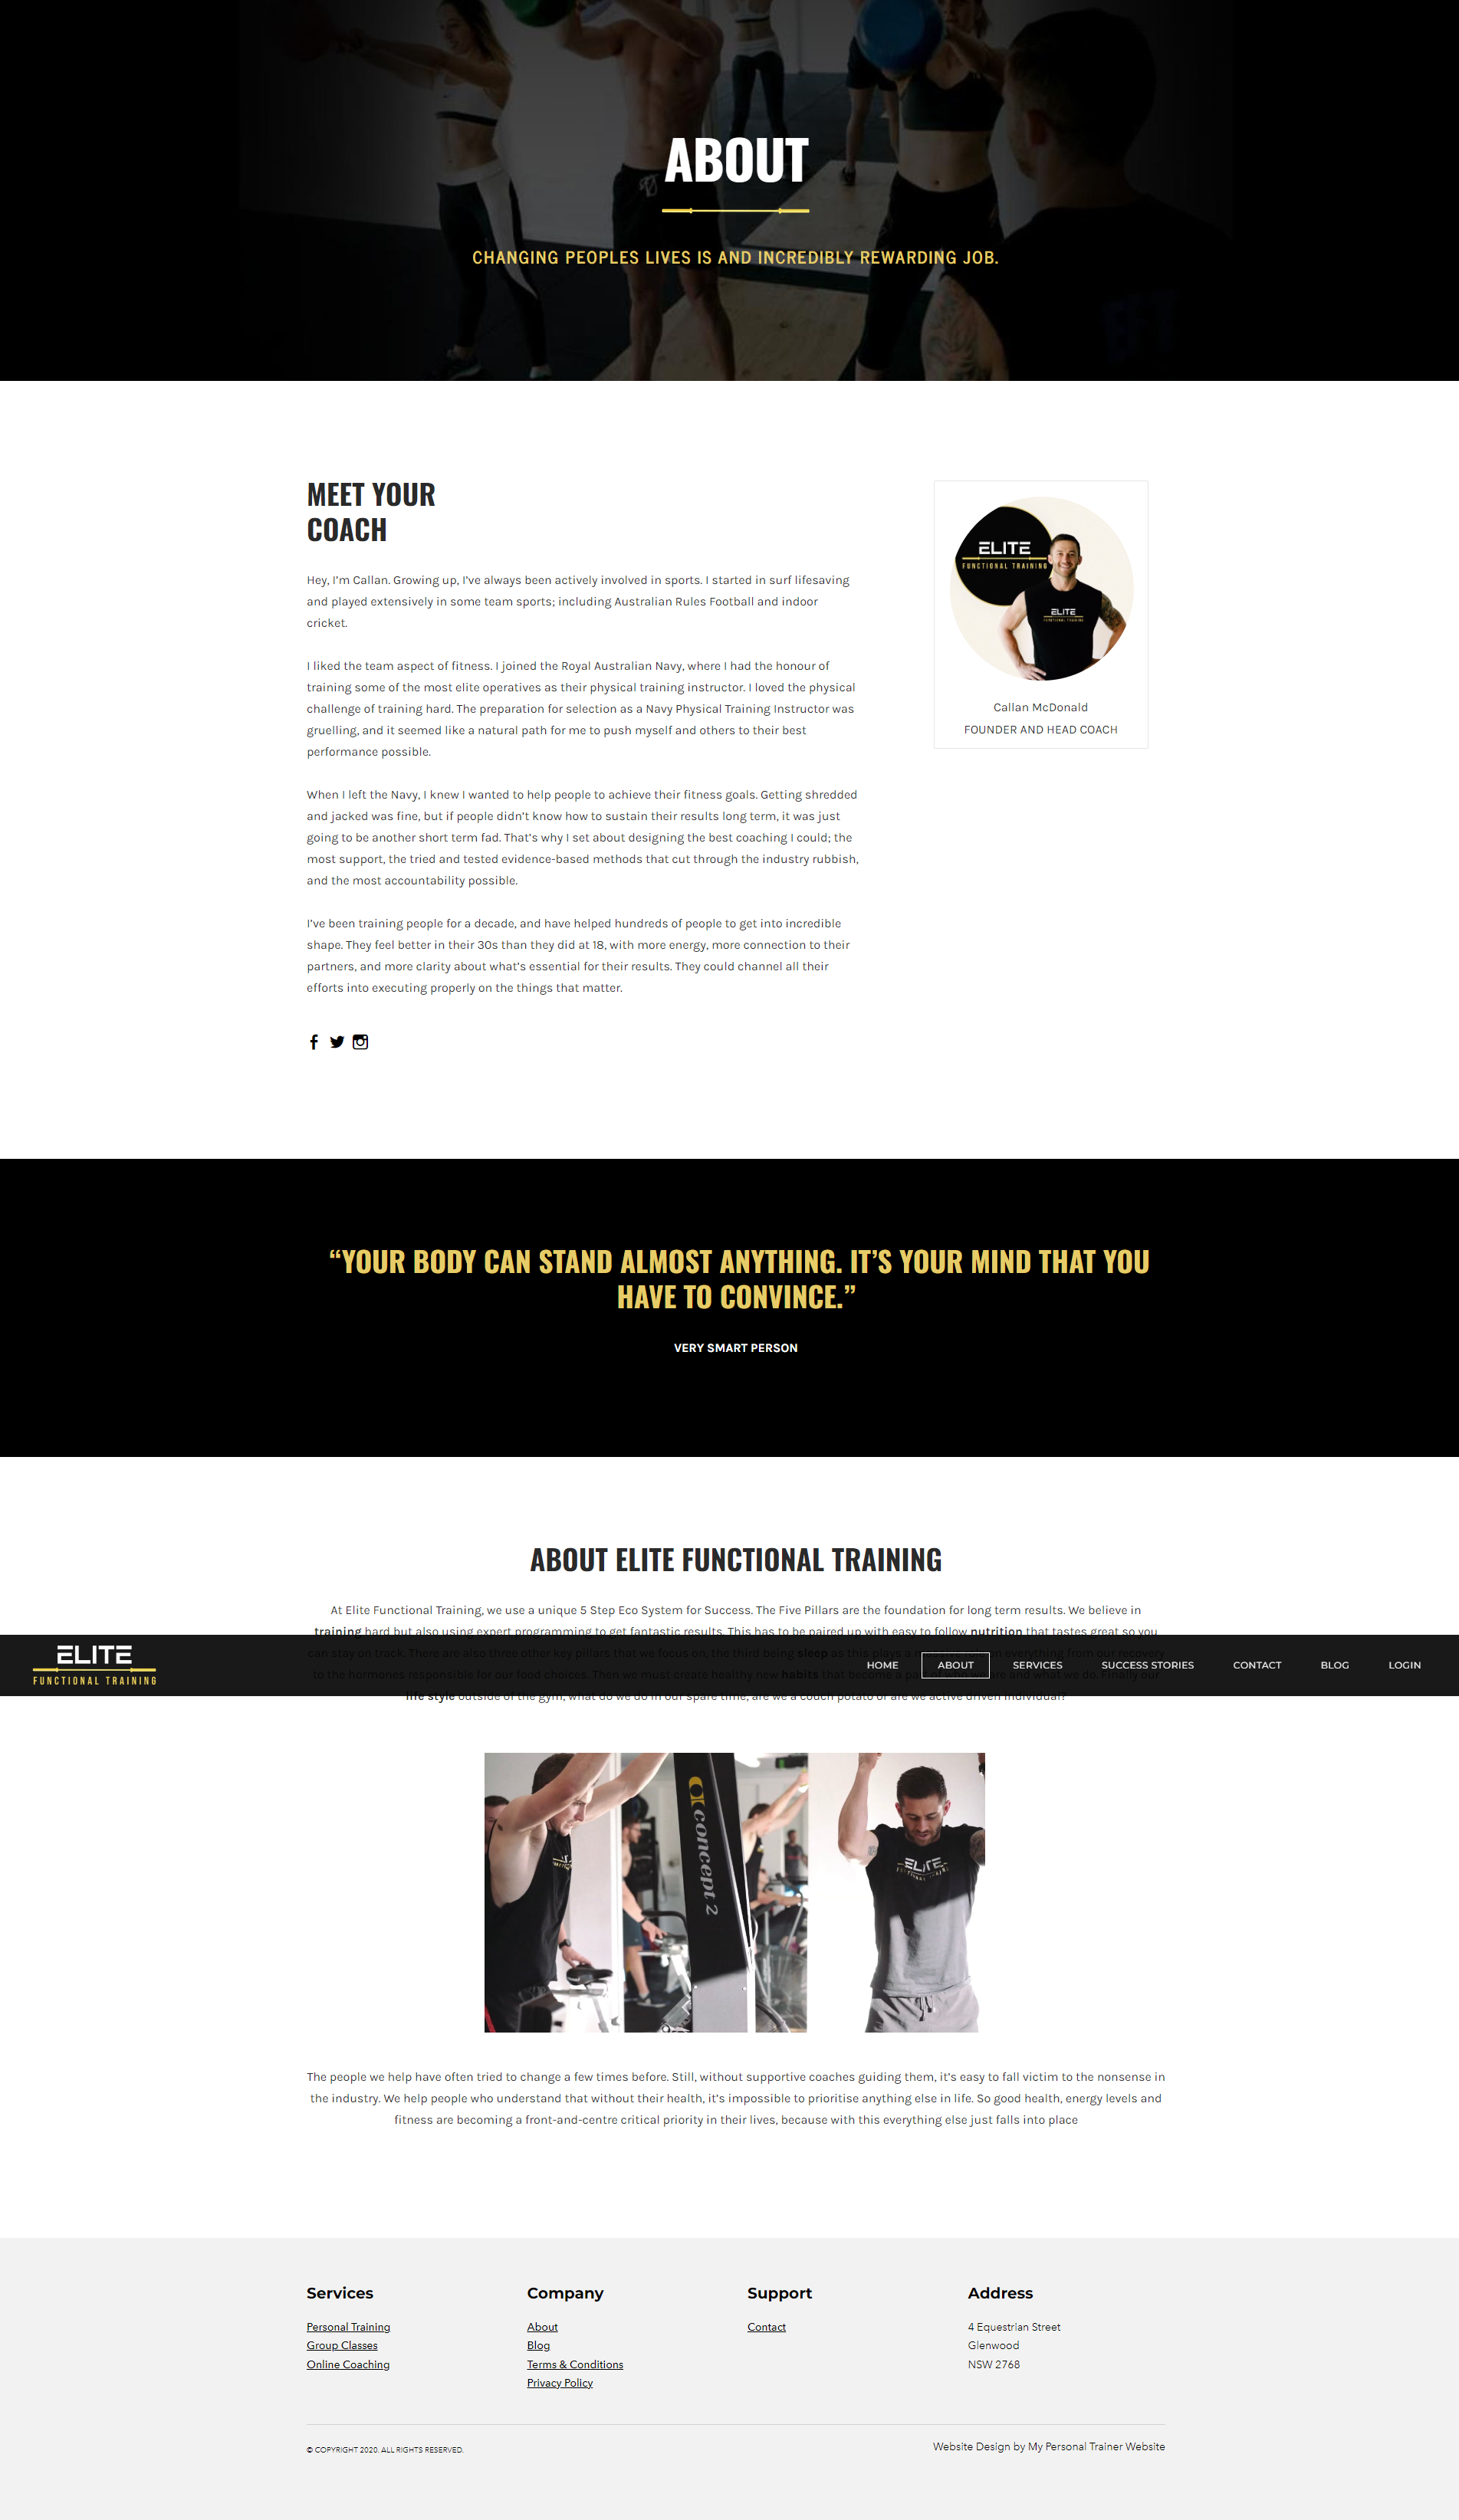 ABOUT
CHANGING PEOPLES LIVES IS AND INCREDIBLY REWARDING JOB.
MEET YOUR
COACH
Hey, I'm Callan. Growing up, I've always been actively involved in sports. I started in surf lifesaving
and played extensively in some team sports; including Australian Rules Football and indoor
cricket.
I liked the team aspect of fitness. I joined the Royal Australian Navy, where I had the honour of
training some of the most elite operatives as their physical training instructor. I loved the physical
challenge of training hard. The preparation for selection as a Navy Physical Training Instructor was
gruelling, and it seemed like a natural path for me to push myself and others to their best
performance possible.
When I left the Navy, I knew I wanted to help people to achieve their fitness goals. Getting shredded
and jacked was fine, but if people didn't know how to sustain their results long term, it was just
going to be another short term fad. That's why I set about designing the best coaching I could; the
most support, the tried and tested evidence-based methods that cut through the industry rubbish,
and the most accountability possible.
I've been training people for a decade, and have helped hundreds of people to get into incredible
shape. They feel better in their 30s than they did at 18, with more energy, more connection to their
partners, and more clarity about what's essential for their results. They could channel all their
efforts into executing properly on the things that matter.
ELITE
FUNCTIONAL TRAINING
ELITE
FUNCTIONAL TRAINING
Callan McDonald
FOUNDER AND HEAD COACH
“YOUR BODY CAN STAND ALMOST ANYTHING. IT’S YOUR MIND THAT YOU
HAVE TO CONVINCE.”
VERY SMART PERSON
ABOUT ELITE FUNCTIONAL TRAINING
At Elite Functional Training, we use a unique 5 Step Eco System for Success. The Five Pillars are the foundation for long term results. We believe in
training hard but also using expert programming to get fantastic results. This has to be paired up with easy to follow nutrition that tastes great so you
can stay on track. There are also three other key pillars that we focus on, the third being sleep as this plays a in everything from our recovery
to the hormones responsible for our food choices. Then we must create healthy new habits that become a part of and what we do. Finally our
life style outside of the gym, what do we do in our spare time, are we a couch potato or are we active driven individual?
ELITE
FUNCTIONAL TRAINING
HOME
ABOUT
SERVICES
SUCCESS STORIES
CONTACT
BLOG
LOGIN
concept 2
ELITE
The people we help have often tried to change a few times before. Still, without supportive coaches guiding them, it's easy to fall victim to the nonsense in
the industry. We help people who understand that without their health, it's impossible to prioritise anything else in life. So good health, energy levels and
fitness are becoming a front-and-centre critical priority in their lives, because with this everything else just falls into place
Services
Personal Training
Group Classes
Online Coaching
Company
About
Blog
Terms & Conditions
Privacy Policy
Support
Contact
Address
4 Equestrian Street
Glenwood
NSW 2768
© COPYRIGHT 2020. ALL RIGHTS RESERVED.
Website Design by My Personal Trainer Website